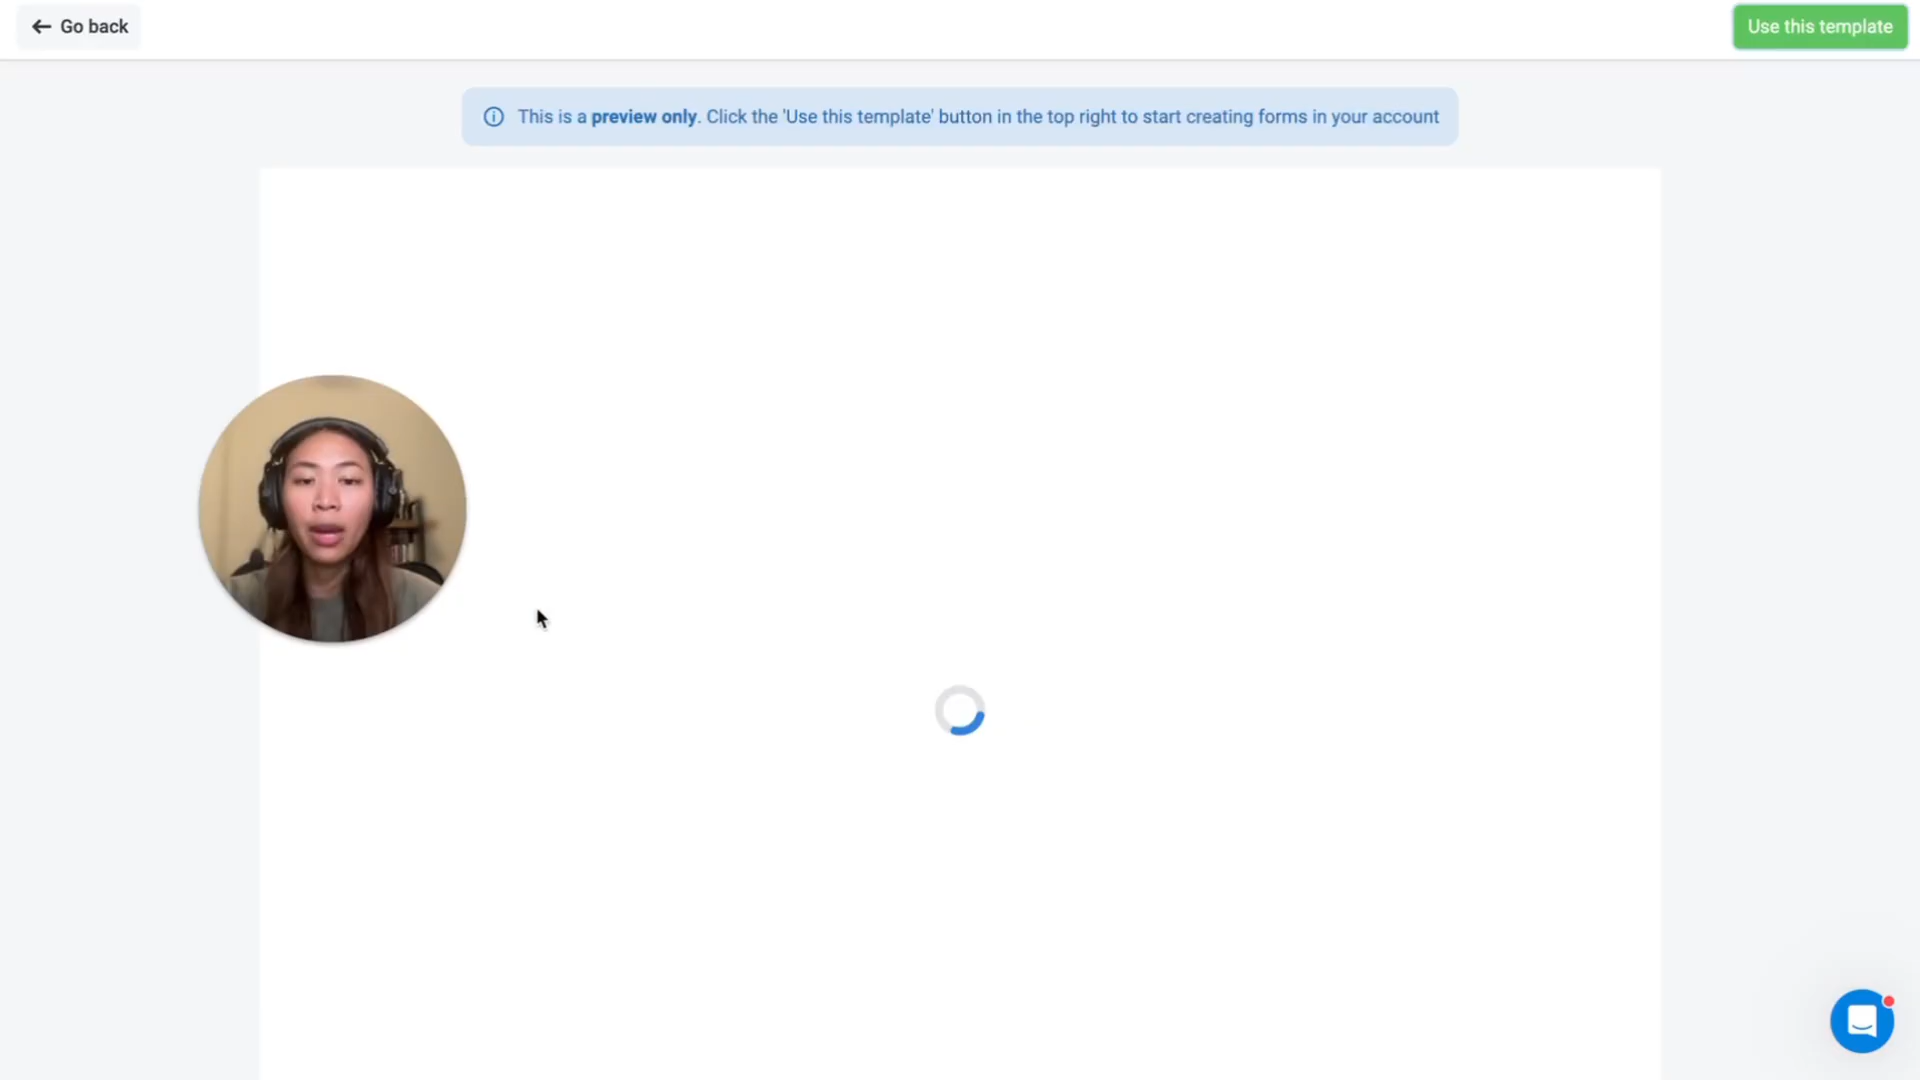 Go back
Use this template
This is a preview only. Click the 'Use this template' button in the top right to start creating forms in your account